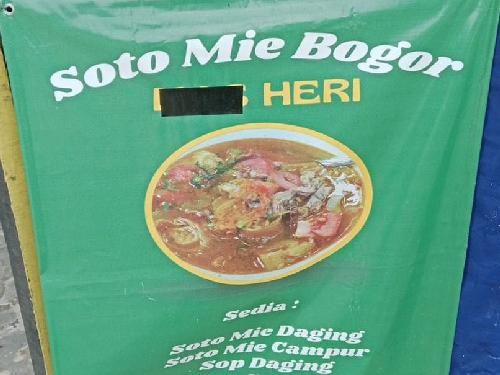 Soto Mie Bogor
HERI
Sedia :
Soto Mie Daging
Soto Mie Campur
Sop Daging